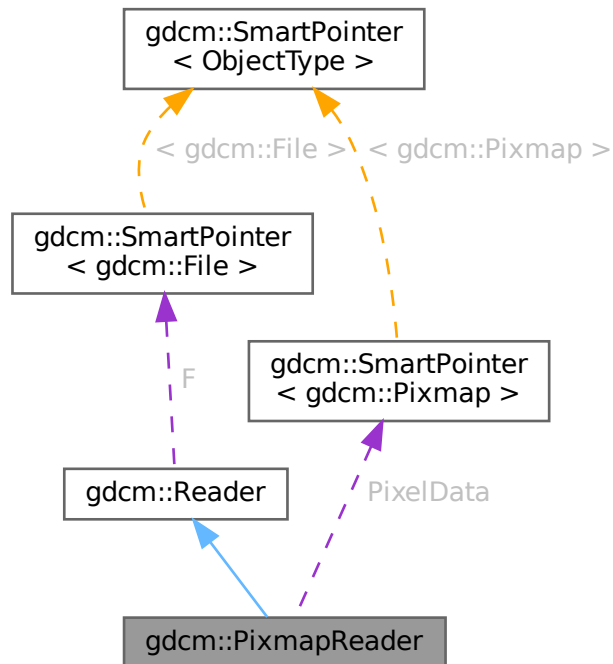 gdcm::SmartPointer
< ObjectType >
< gdcm::File >
< gdcm::Pixmap >
gdcm::SmartPointer
< gdcm::File >
gdcm::SmartPointer
< gdcm::Pixmap >
F
gdcm::Reader
PixelData
gdcm::PixmapReader